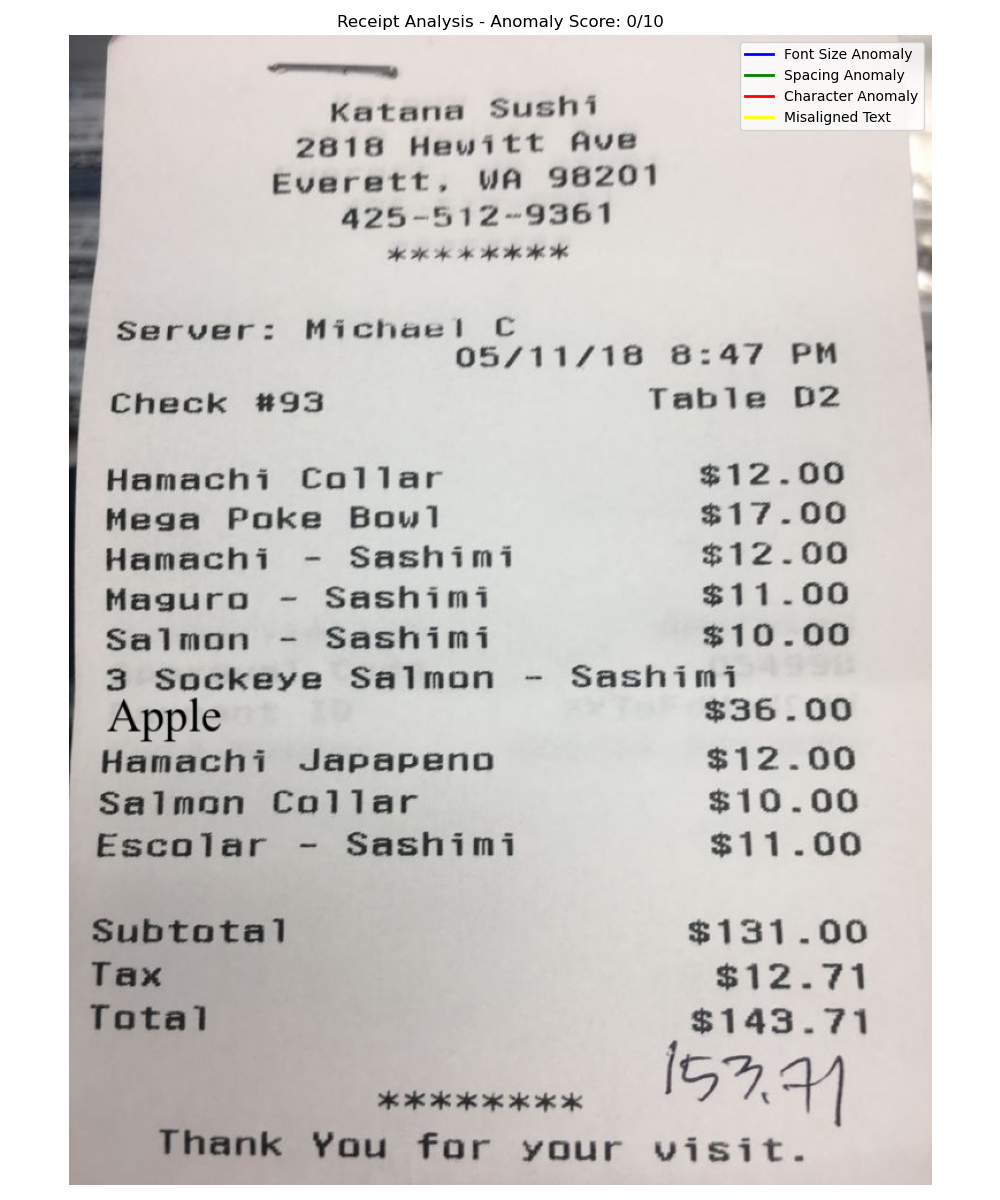 Receipt Analysis - Anomaly Score: 0/10
Font Size Anomaly
Spacing Anomaly
Character Anomaly
Misaligned Text
Katana Sushi
2818 Hewitt Ave
Everett, WA 98201
425-512-9361
********
Server: Michael C
05/11/18 8:47 PM
Check #93 Table D2
Hamachi Collar $12.00
Mega Poke Bowl $17.00
Hamachi - Sashimi $12.00
Maguro - Sashimi $11.00
Salmon - Sashimi $10.00
3 Sockeye Salmon - Sashimi
Apple $36.00
Hamachi Japapeno $12.00
Salmon Collar $10.00
Escolar - Sashimi $11.00
Subtotal $131.00
Tax $12.71
Total $143.71
153.71
********
Thank You for your visit.